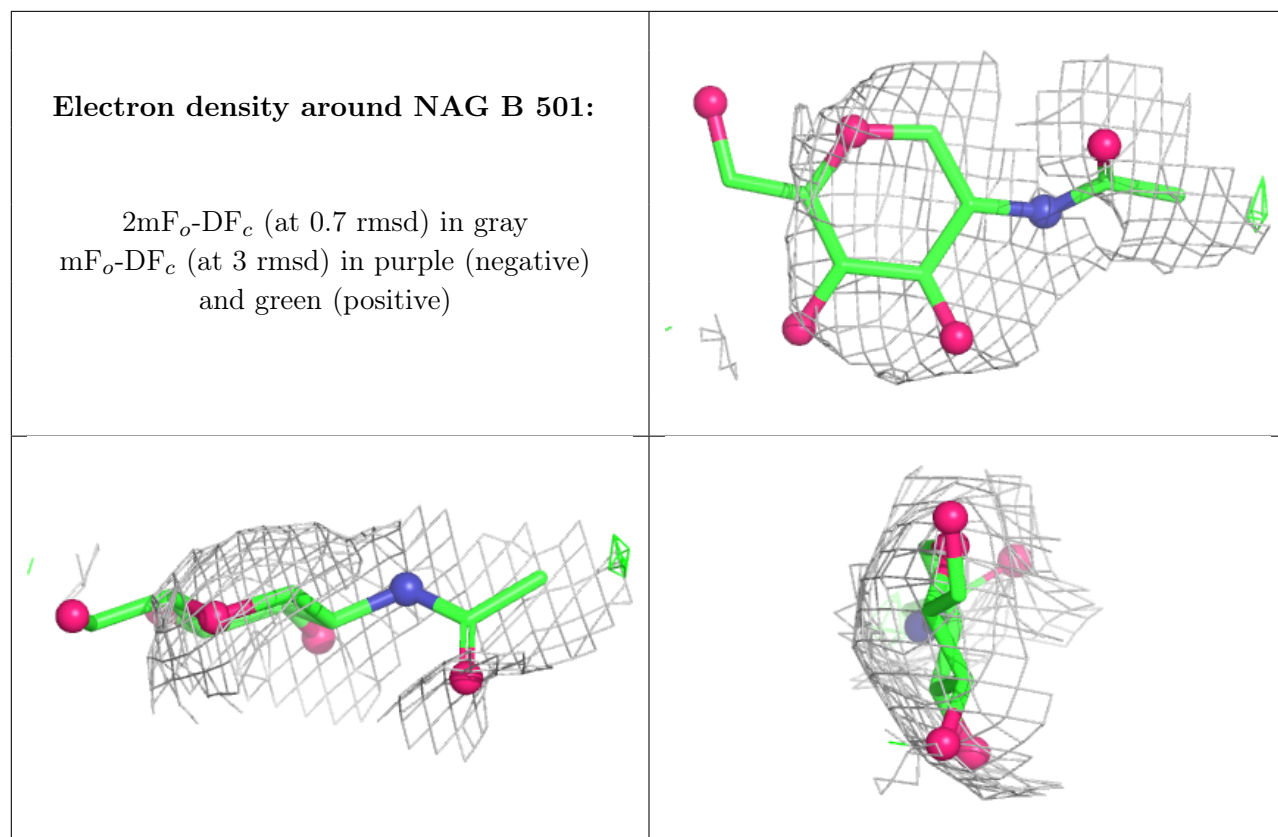 Electron density around NAG B 501:
2mFₒ-DF𝒸 (at 0.7 rmsd) in gray
mFₒ-DF𝒸 (at 3 rmsd) in purple (negative)
and green (positive)